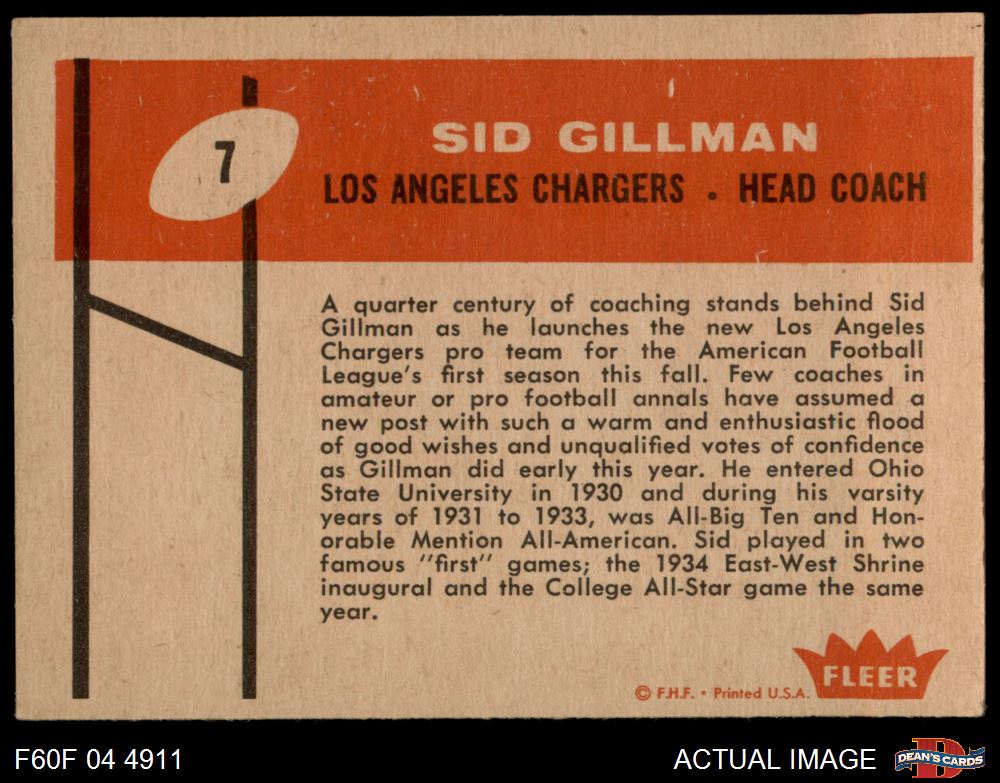 7
SID GILLMAN
LOS ANGELES CHARGERS . HEAD COACH
A quarter century of coaching stands behind Sid
Gillman as he launches the new Los Angeles
Chargers pro team for the American Football
League's first season this fall. Few coaches in
amateur or pro football annals have assumed a
new post with such a warm and enthusiastic flood
of good wishes and unqualified votes of confidence
as Gillman did early this year. He entered Ohio
State University in 1930 and during his varsity
years of 1931 to 1933, was All-Big Ten and Hon-
orable Mention All-American. Sid played in two
famous "first" games; the 1934 East-West Shrine
inaugural and the College All-Star game the same
year.
© F.H.F. • Printed U.S.A.
FLEER
F60F 04 4911
ACTUAL IMAGE
D
DEAN'S CARDS